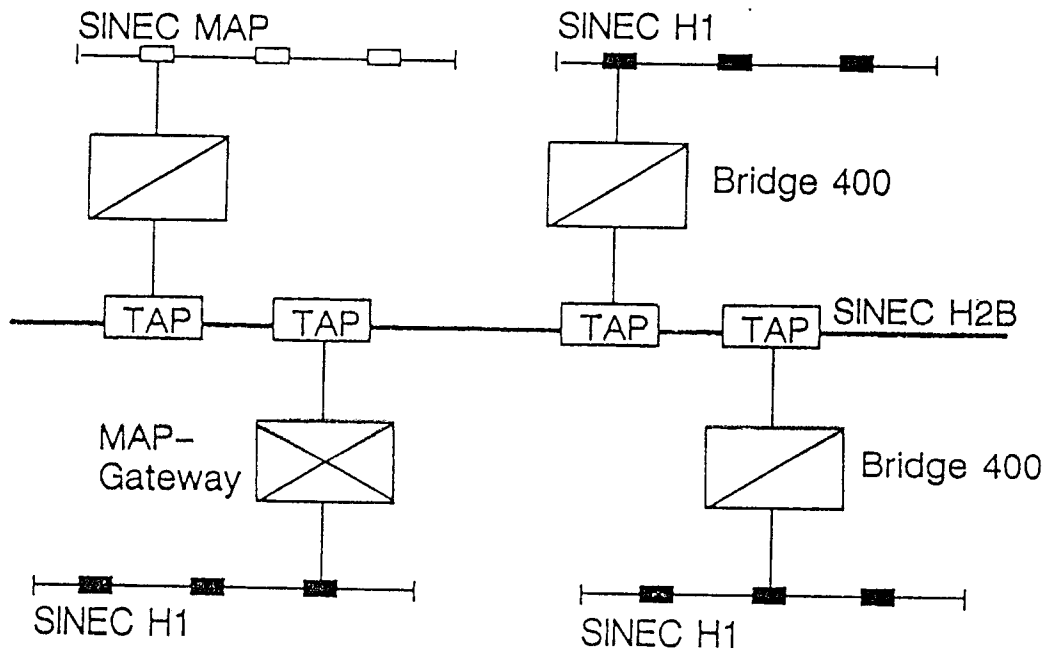 SINEC MAP
SINEC H1
Bridge 400
TAP
TAP
TAP
TAP
SINEC H2B
MAP-
Gateway
Bridge 400
SINEC H1
SINEC H1